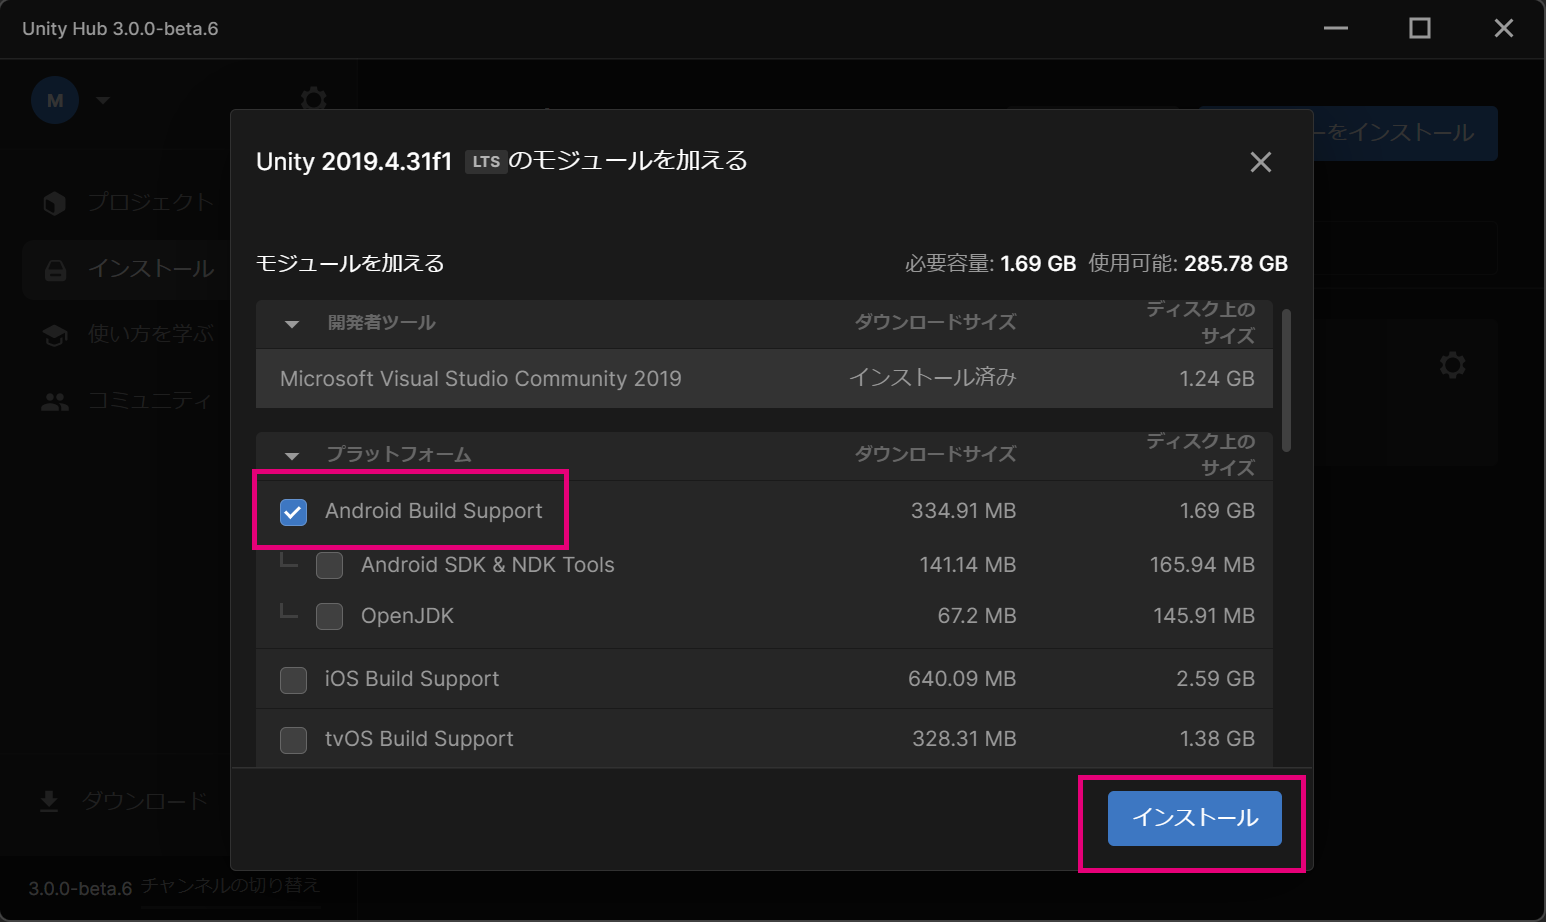 Unity Hub 3.0.0-beta.6
M
ーをインストール
Unity 2019.4.31f1 LTS のモジュールを加える
プロジェクト
インストール
使い方を学ぶ
コミュニティ
モジュールを加える 必要容量: 1.69 GB 使用可能: 285.78 GB
開発者ツール ダウンロードサイズ ディスク上の
サイズ
Microsoft Visual Studio Community 2019 インストール済み 1.24 GB
プラットフォーム ダウンロードサイズ ディスク上の
サイズ
Android Build Support 334.91 MB 1.69 GB
Android SDK & NDK Tools 141.14 MB 165.94 MB
OpenJDK 67.2 MB 145.91 MB
iOS Build Support 640.09 MB 2.59 GB
tvOS Build Support 328.31 MB 1.38 GB
インストール
ダウンロード
3.0.0-beta.6 チャンネルの切り替え